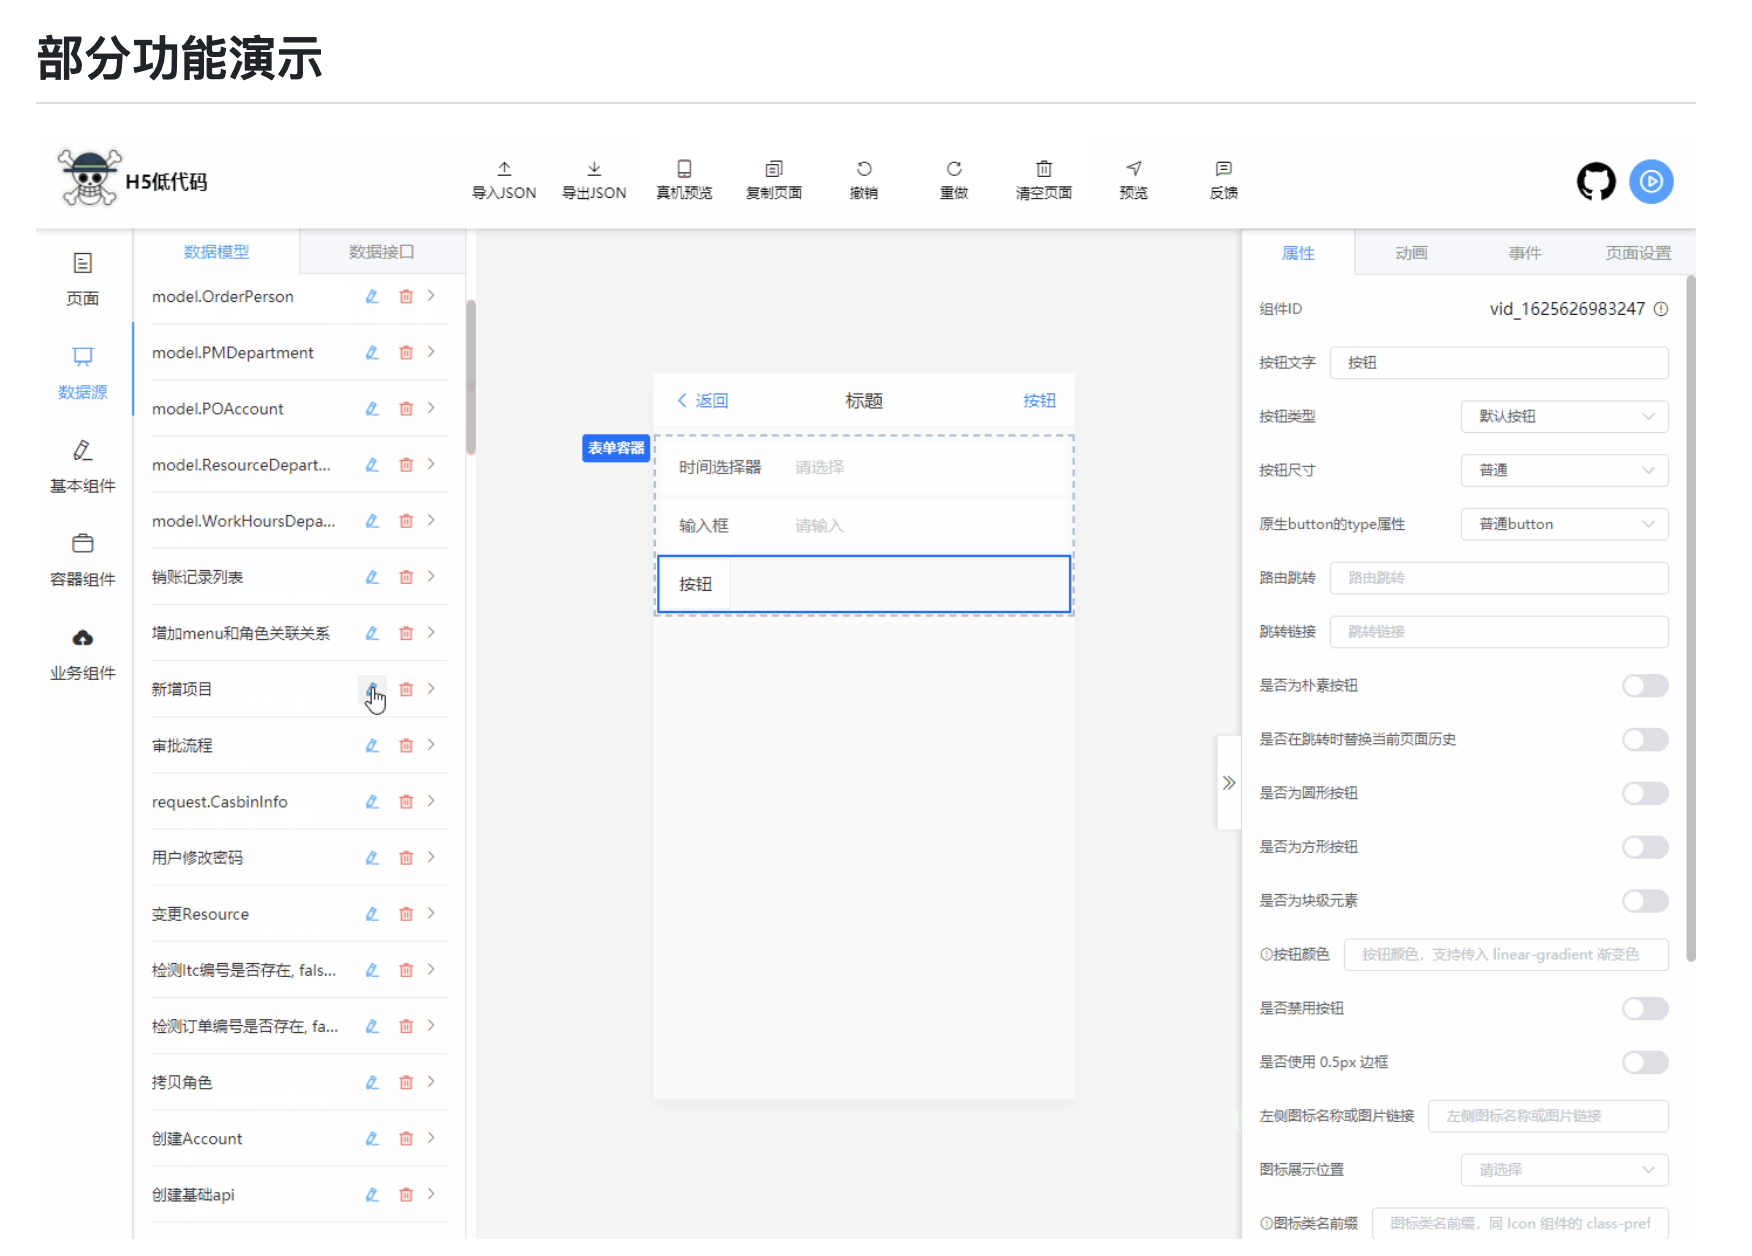 部分功能演示
H5低代码
导入JSON
导出JSON
真机预览
复制页面
撤销
重做
清空页面
预览
反馈
页面
数据源
基本组件
容器组件
业务组件
数据模型
数据接口
model.OrderPerson
model.PMDepartment
model.POAccount
model.ResourceDepart...
model.WorkHoursDepa...
销账记录列表
增加menu和角色关联关系
新增项目
审批流程
request.CasbinInfo
用户修改密码
变更Resource
检测ltc编号是否存在, fals...
检测订单编号是否存在, fa...
拷贝角色
创建Account
创建基础api
返回
标题
按钮
表单容器
时间选择器 请选择
输入框 请输入
按钮
属性
动画
事件
页面设置
组件ID vid_1625626983247
按钮文字 按钮
按钮类型 默认按钮
按钮尺寸 普通
原生button的type属性 普通button
路由跳转 路由跳转
跳转链接 跳转链接
是否为朴素按钮
是否在跳转时替换当前页面历史
是否为圆形按钮
是否为方形按钮
是否为块级元素
按钮颜色 按钮颜色，支持传入 linear-gradient 渐变色
是否禁用按钮
是否使用 0.5px 边框
左侧图标名称或图片链接 左侧图标名称或图片链接
图标展示位置 请选择
图标类名前缀 图标类名前缀，同 Icon 组件的 class-pref